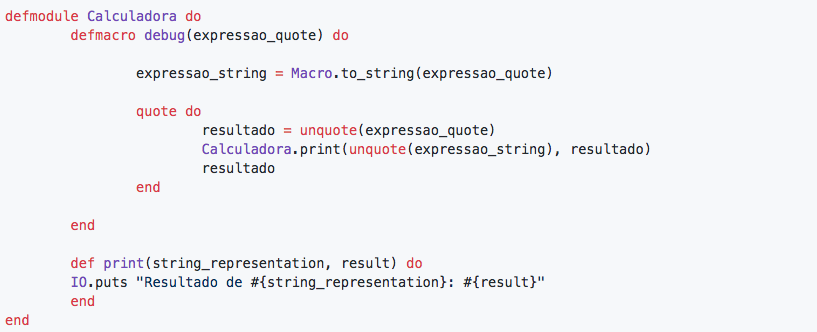 defmodule Calculadora do
        defmacro debug(expressao_quote) do

                expressao_string = Macro.to_string(expressao_quote)

                quote do
                        resultado = unquote(expressao_quote)
                        Calculadora.print(unquote(expressao_string), resultado)
                        resultado
                end

        end

        def print(string_representation, result) do
        IO.puts "Resultado de #{string_representation}: #{result}"
        end
end